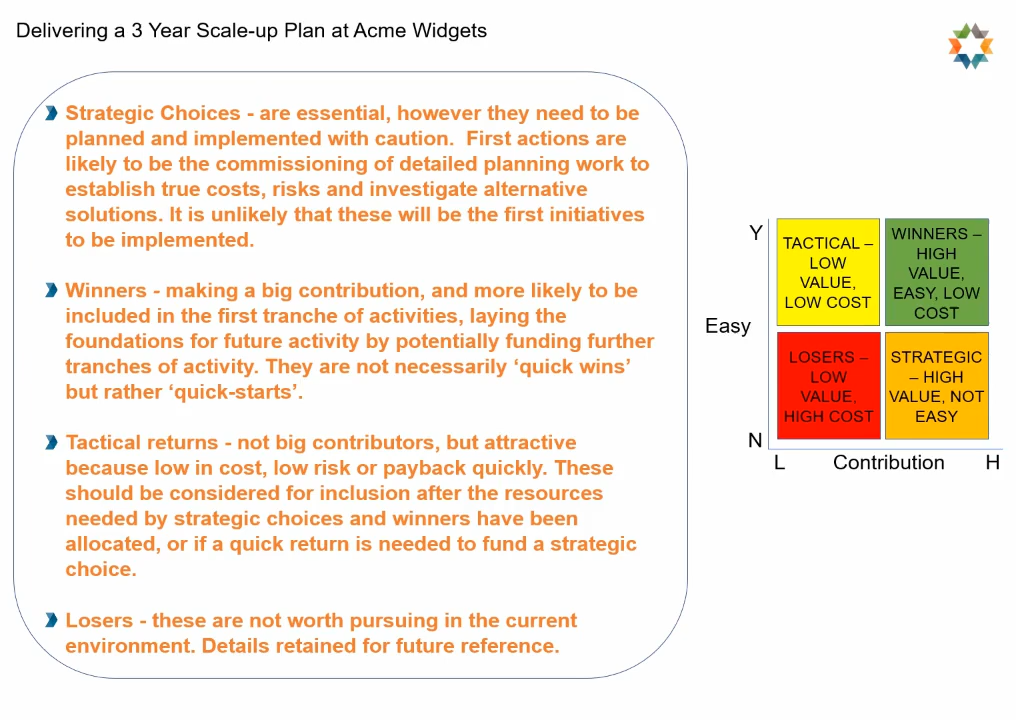 Delivering a 3 Year Scale-up Plan at Acme Widgets
Strategic Choices - are essential, however they need to be
planned and implemented with caution.  First actions are
likely to be the commissioning of detailed planning work to
establish true costs, risks and investigate alternative
solutions. It is unlikely that these will be the first initiatives
to be implemented.
Winners - making a big contribution, and more likely to be
included in the first tranche of activities, laying the
foundations for future activity by potentially funding further
tranches of activity. They are not necessarily ‘quick wins’
but rather ‘quick-starts’.
Tactical returns - not big contributors, but attractive
because low in cost, low risk or payback quickly. These
should be considered for inclusion after the resources
needed by strategic choices and winners have been
allocated, or if a quick return is needed to fund a strategic
choice.
Losers - these are not worth pursuing in the current
environment. Details retained for future reference.
Y
Easy
N
TACTICAL –
LOW
VALUE,
LOW COST
WINNERS –
HIGH
VALUE,
EASY, LOW
COST
LOSERS –
LOW
VALUE,
HIGH COST
STRATEGIC
– HIGH
VALUE, NOT
EASY
L Contribution H